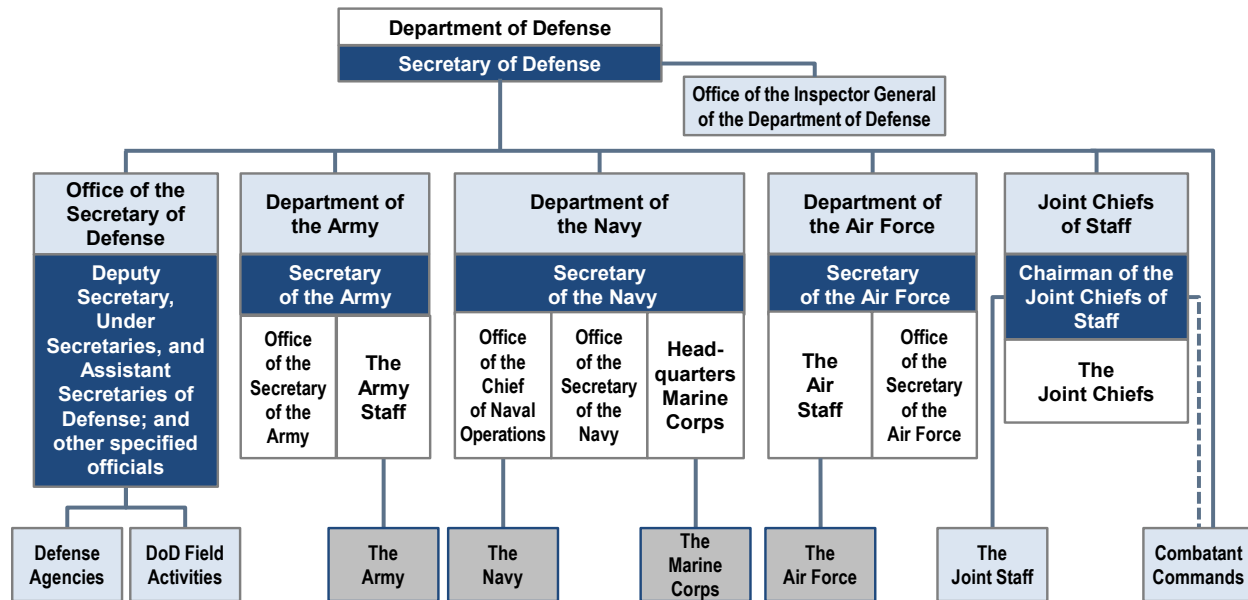 Department of Defense
Secretary of Defense
Office of the Inspector General
of the Department of Defense
Office of the
Secretary of
Defense
Deputy
Secretary,
Under
Secretaries, and
Assistant
Secretaries of
Defense; and
other specified
officials
Department of
the Army
Secretary
of the Army
Office
of the
Secretary
of the
Army
The
Army
Staff
Department of
the Navy
Secretary
of the Navy
Office
of the
Chief
of Naval
Operations
Office
of the
Secretary
of the
Navy
Head-
quarters
Marine
Corps
Department of
the Air Force
Secretary
of the Air Force
The
Air
Staff
Office
of the
Secretary
of the
Air Force
Joint Chiefs
of Staff
Chairman of the
Joint Chiefs of
Staff
The
Joint Chiefs
Defense
Agencies
DoD Field
Activities
The
Army
The
Navy
The
Marine
Corps
The
Air Force
The
Joint Staff
Combatant
Commands